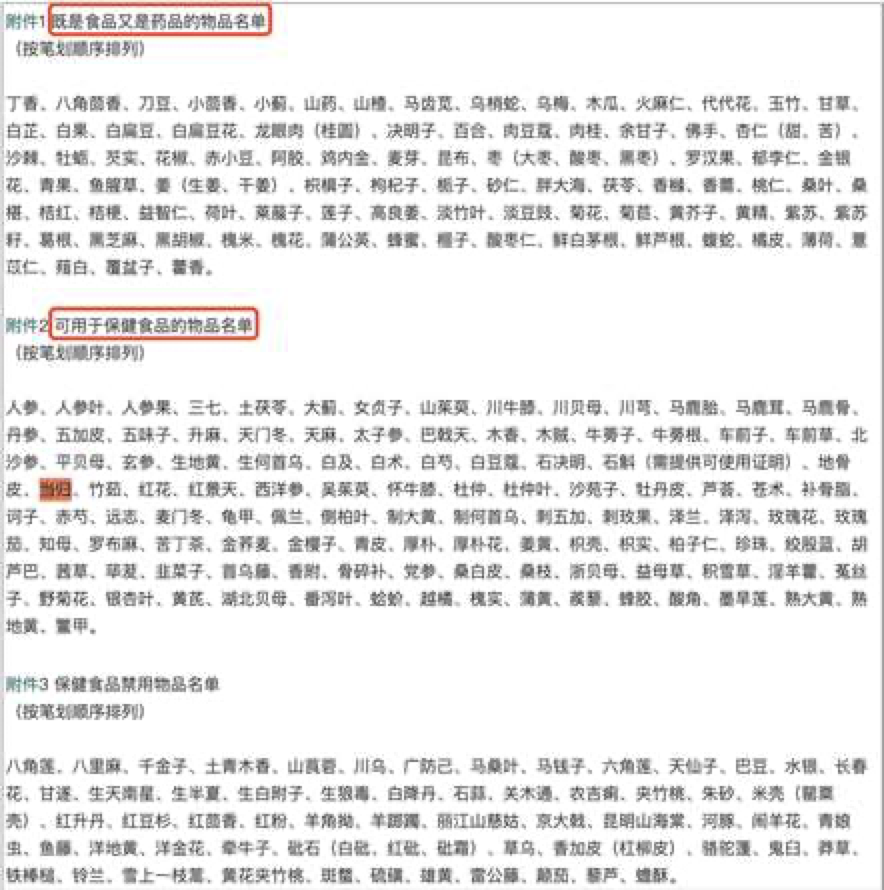 附件1 既是食品又是药品的物品名单
（按笔划顺序排列）
丁香、八角茴香、刀豆、小茴香、小蓟、山药、山楂、马齿苋、乌梢蛇、乌梅、木瓜、火麻仁、代代花、玉竹、甘草、
白芷、白果、白扁豆、白扁豆花、龙眼肉（桂圆）、决明子、百合、肉豆蔻、肉桂、余甘子、佛手、杏仁（甜、苦）、
沙棘、牡蛎、芡实、花椒、赤小豆、阿胶、鸡内金、麦芽、昆布、枣（大枣、酸枣、黑枣）、罗汉果、郁李仁、金银
花、青果、鱼腥草、姜（生姜、干姜）、枳椇子、枸杞子、栀子、砂仁、胖大海、茯苓、香橼、香薷、桃仁、桑叶、桑
椹、桔红、桔梗、益智仁、荷叶、莱菔子、莲子、高良姜、淡竹叶、淡豆豉、菊花、菊苣、黄芥子、黄精、紫苏、紫苏
籽、葛根、黑芝麻、黑胡椒、槐米、槐花、蒲公英、蜂蜜、榧子、酸枣仁、鲜白茅根、鲜芦根、蝮蛇、橘皮、薄荷、薏
苡仁、薤白、覆盆子、藿香。
附件2 可用于保健食品的物品名单
（按笔划顺序排列）
人参、人参叶、人参果、三七、土茯苓、大蓟、女贞子、山茱萸、川牛膝、川贝母、川芎、马鹿胎、马鹿茸、马鹿骨、
丹参、五加皮、五味子、升麻、天门冬、天麻、太子参、巴戟天、木香、木贼、牛蒡子、牛蒡根、车前子、车前草、北
沙参、平贝母、玄参、生地黄、生何首乌、白及、白术、白芍、白豆蔻、石决明、石斛（需提供可使用证明）、地骨
皮、当归、竹茹、红花、红景天、西洋参、吴茱萸、怀牛膝、杜仲、杜仲叶、沙苑子、牡丹皮、芦荟、苍术、补骨脂、
诃子、赤芍、远志、麦门冬、龟甲、佩兰、侧柏叶、制大黄、制何首乌、刺五加、刺玫果、泽兰、泽泻、玫瑰花、玫瑰
茄、知母、罗布麻、苦丁茶、金荞麦、金樱子、青皮、厚朴、厚朴花、姜黄、枳壳、枳实、柏子仁、珍珠、绞股蓝、胡
芦巴、茜草、荜茇、韭菜子、首乌藤、香附、骨碎补、党参、桑白皮、桑枝、浙贝母、益母草、积雪草、淫羊藿、菟丝
子、野菊花、银杏叶、黄芪、湖北贝母、番泻叶、蛤蚧、越橘、槐实、蒲黄、蒺藜、蜂胶、酸角、墨旱莲、熟大黄、熟
地黄、鳖甲。
附件3 保健食品禁用物品名单
（按笔划顺序排列）
八角莲、八里麻、千金子、土青木香、山莨菪、川乌、广防己、马桑叶、马钱子、六角莲、天仙子、巴豆、水银、长春
花、甘遂、生天南星、生半夏、生白附子、生狼毒、白降丹、石蒜、关木通、农吉痢、夹竹桃、朱砂、米壳（罂粟
壳）、红升丹、红豆杉、红茴香、红粉、羊角拗、羊踯躅、丽江山慈姑、京大戟、昆明山海棠、河豚、闹羊花、青娘
虫、鱼藤、洋地黄、洋金花、牵牛子、砒石（白砒、红砒、砒霜）、草乌、香加皮（杠柳皮）、骆驼蓬、鬼臼、莽草、
铁棒槌、铃兰、雪上一枝蒿、黄花夹竹桃、斑蝥、硫磺、雄黄、雷公藤、颠茄、藜芦、蟾酥。